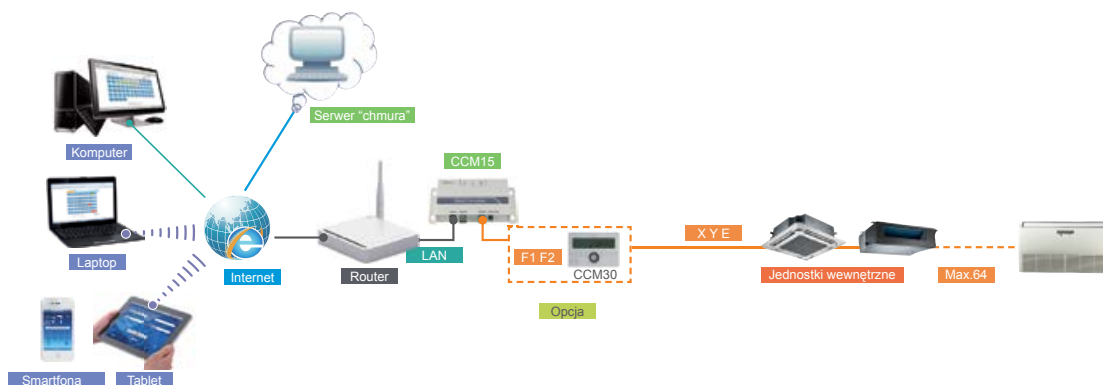 Serwer "chmura"
Komputer
CCM15
Laptop
Internet
Router
LAN
F1 F2
CCM30
X Y E
Jednostki wewnętrzne
Max.64
Opcja
Smartfona
Tablet